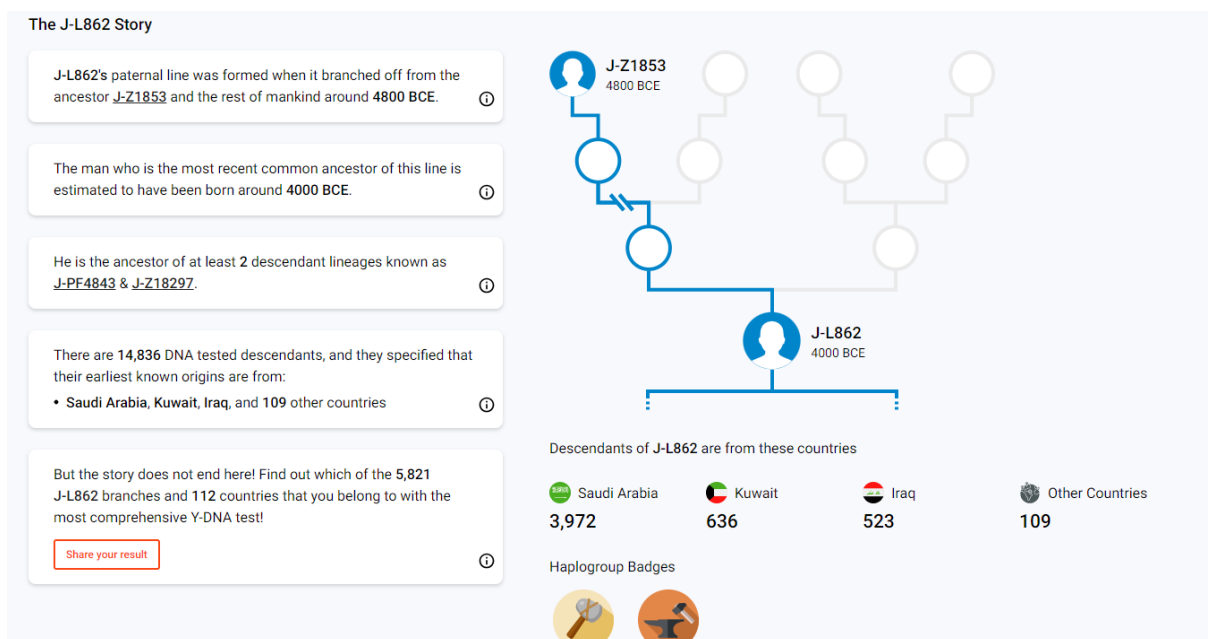 The J-L862 Story
J-L862's paternal line was formed when it branched off from the
ancestor J-Z1853 and the rest of mankind around 4800 BCE.
The man who is the most recent common ancestor of this line is
estimated to have been born around 4000 BCE.
He is the ancestor of at least 2 descendant lineages known as
J-PF4843 & J-Z18297.
There are 14,836 DNA tested descendants, and they specified that
their earliest known origins are from:
• Saudi Arabia, Kuwait, Iraq, and 109 other countries
But the story does not end here! Find out which of the 5,821
J-L862 branches and 112 countries that you belong to with the
most comprehensive Y-DNA test!
Share your result
J-Z1853
4800 BCE
J-L862
4000 BCE
Descendants of J-L862 are from these countries
Saudi Arabia
3,972
Kuwait
636
Iraq
523
Other Countries
109
Haplogroup Badges